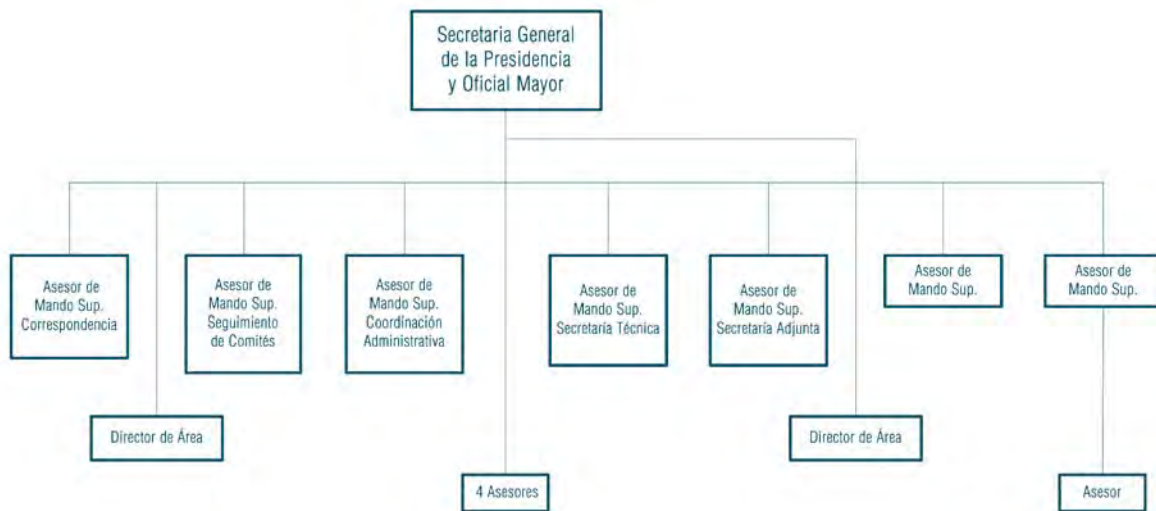 Secretaria General
de la Presidencia
y Oficial Mayor
Asesor de
Mando Sup.
Correspondencia
Asesor de
Mando Sup.
Seguimiento
de Comités
Asesor de
Mando Sup.
Coordinación
Administrativa
Asesor de
Mando Sup.
Secretaría Técnica
Asesor de
Mando Sup.
Secretaría Adjunta
Asesor de
Mando Sup.
Asesor de
Mando Sup.
Director de Área
Director de Área
4 Asesores
Asesor